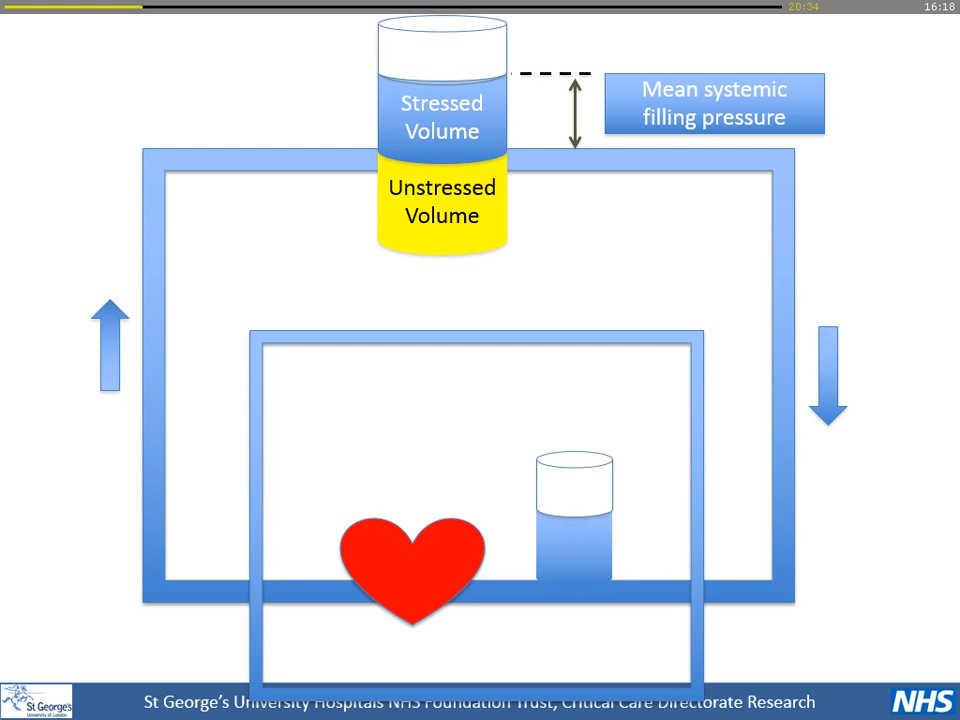 20:34
16:18
Stressed
Volume
Mean systemic
filling pressure
Unstressed
Volume
St George's
University of London
St George's University Hospitals NHS Foundation Trust, Critical Care Directorate Research
NHS